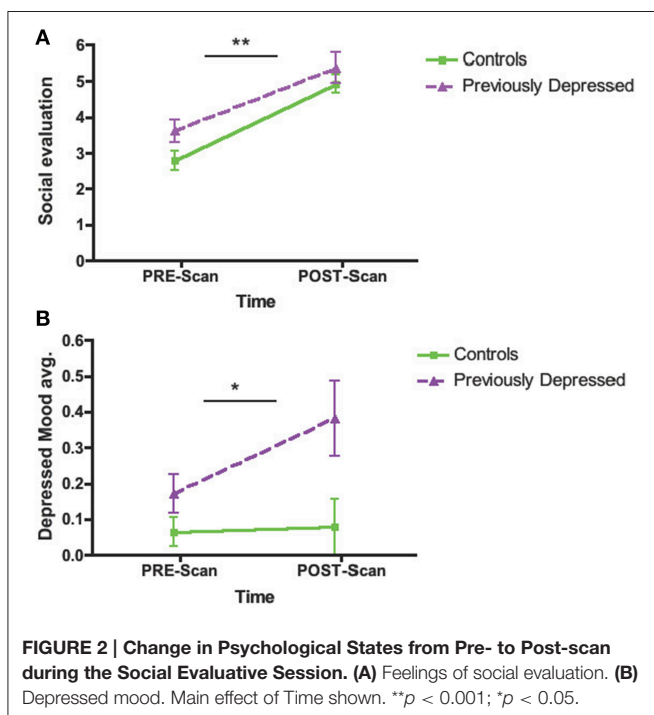 A
**
Controls
Previously Depressed
Social evaluation
6
5
4
3
2
1
0
PRE-Scan POST-Scan
Time
B
*
Controls
Previously Depressed
Depressed Mood avg.
0.6
0.5
0.4
0.3
0.2
0.1
0.0
PRE-Scan POST-Scan
Time
FIGURE 2 | Change in Psychological States from Pre- to Post-scan
during the Social Evaluative Session. (A) Feelings of social evaluation. (B)
Depressed mood. Main effect of Time shown. **p < 0.001; *p < 0.05.